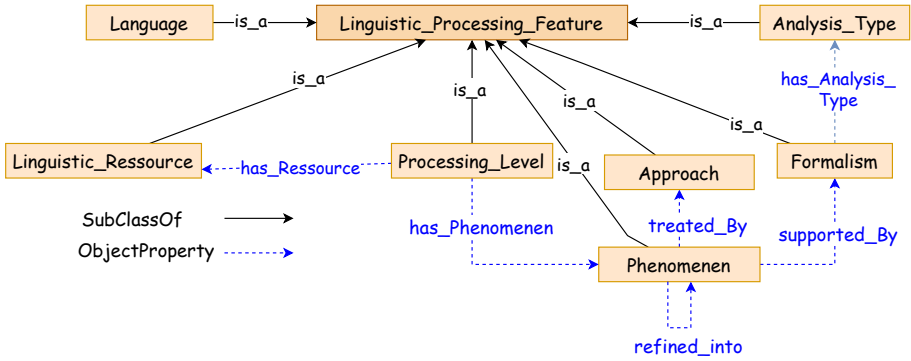 Language
is_a
Linguistic_Processing_Feature
is_a
Analysis_Type
is_a
is_a
is_a
has_Analysis_
Type
is_a
is_a
Linguistic_Ressource
has_Ressource
Processing_Level
Approach
Formalism
SubClassOf
has_Phenomenen
treated_By
supported_By
ObjectProperty
Phenomenen
refined_into